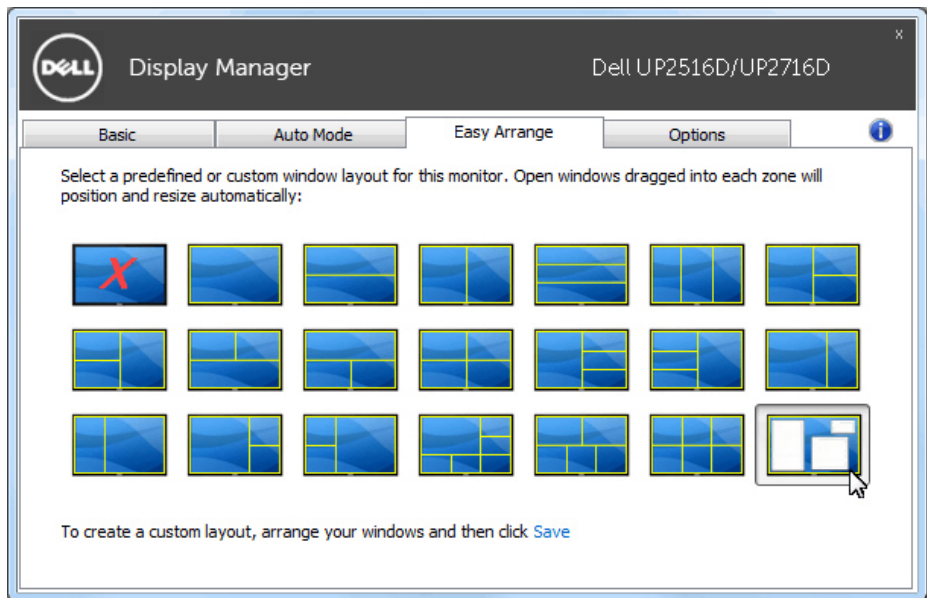 x
DELL
Display Manager
Dell UP2516D/UP2716D
Basic
Auto Mode
Easy Arrange
Options
i
Select a predefined or custom window layout for this monitor. Open windows dragged into each zone will
position and resize automatically:
X
To create a custom layout, arrange your windows and then click Save